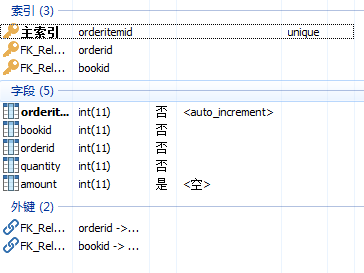 索引 (3)
主索引 orderitemid unique
FK_Rel... orderid
FK_Rel... bookid
字段 (5)
orderit... int(11) 否 <auto_increment>
bookid int(11) 否
orderid int(11) 否
quantity int(11) 否
amount int(11) 是 <空>
外键 (2)
FK_Rel... orderid ->...
FK_Rel... bookid -> ...